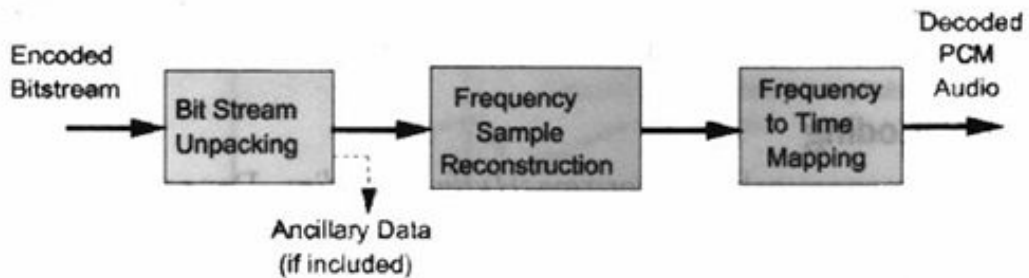 Encoded
Bitstream
Bit Stream
Unpacking
Ancillary Data
(if included)
Frequency
Sample
Reconstruction
Frequency
to Time
Mapping
Decoded
PCM
Audio